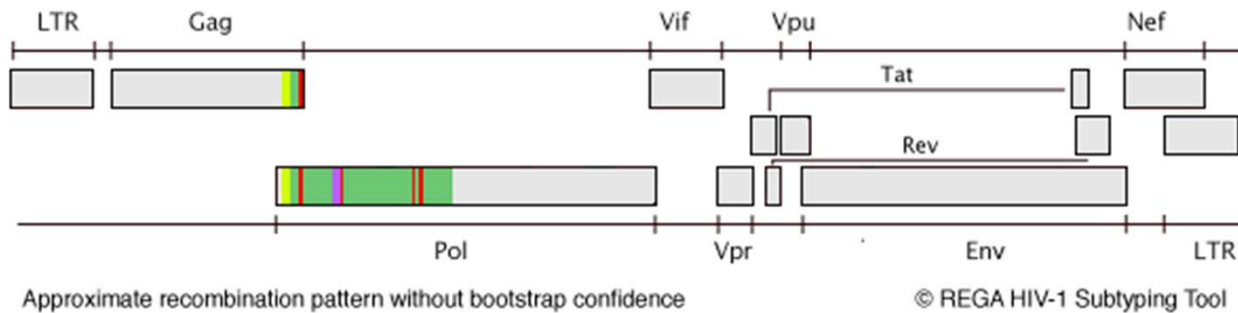 LTR Gag Vif Vpu Nef
Tat
Rev
Pol Vpr Env LTR
Approximate recombination pattern without bootstrap confidence © REGA HIV-1 Subtyping Tool